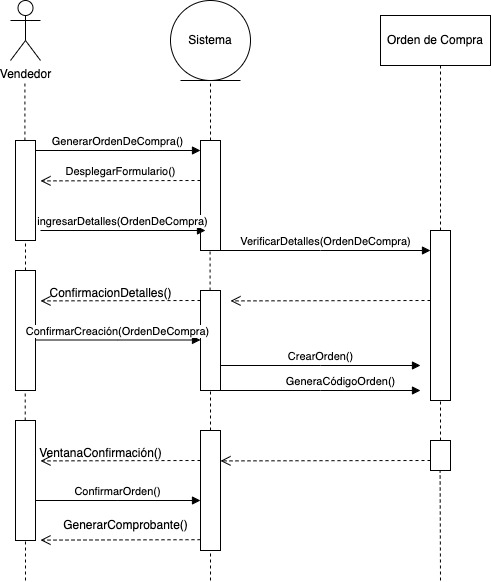 Sistema
Orden de Compra
Vendedor
GenerarOrdenDeCompra()
DesplegarFormulario()
ingresarDetalles(OrdenDeCompra)
VerificarDetalles(OrdenDeCompra)
ConfirmacionDetalles()
ConfirmarCreación(OrdenDeCompra)
CrearOrden()
GeneraCódigoOrden()
VentanaConfirmación()
ConfirmarOrden()
GenerarComprobante()